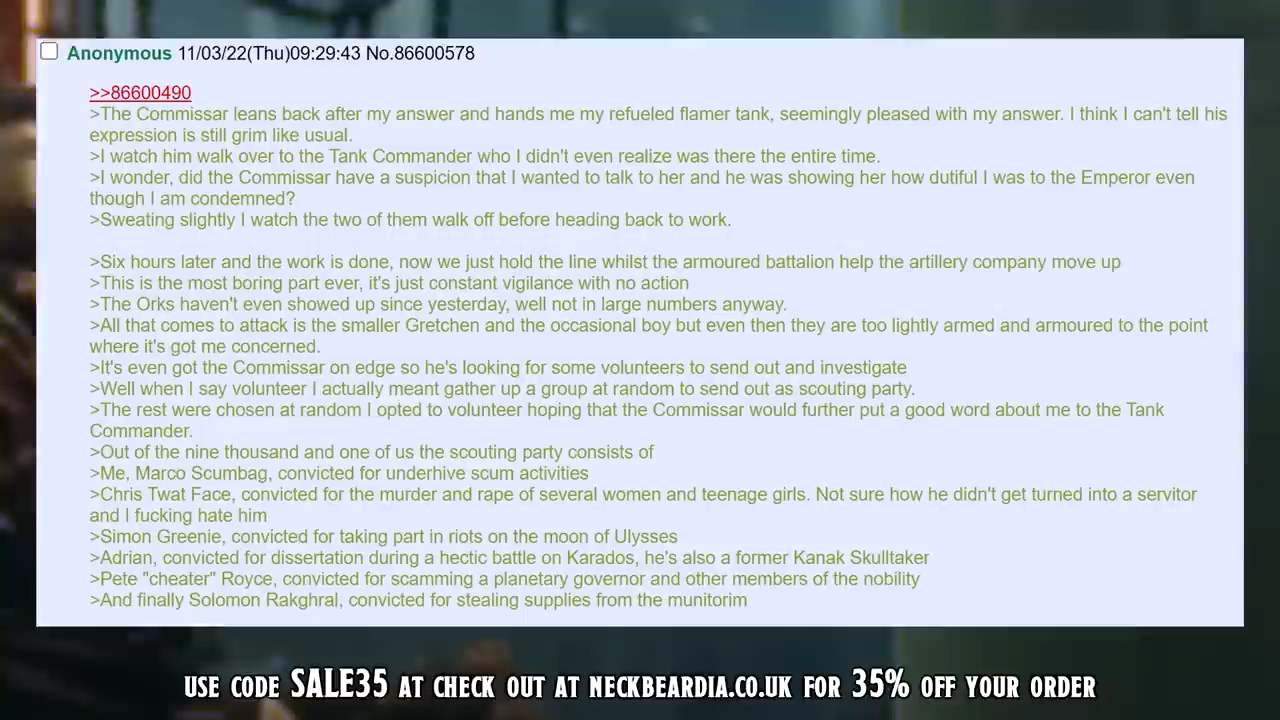 Anonymous 11/03/22(Thu)09:29:43 No.86600578
>>86600490
>The Commissar leans back after my answer and hands me my refueled flamer tank, seemingly pleased with my answer. I think I can't tell his
expression is still grim like usual.
>I watch him walk over to the Tank Commander who I didn't even realize was there the entire time.
>I wonder, did the Commissar have a suspicion that I wanted to talk to her and he was showing her how dutiful I was to the Emperor even
though I am condemned?
>Sweating slightly I watch the two of them walk off before heading back to work.
>Six hours later and the work is done, now we just hold the line whilst the armoured battalion help the artillery company move up
>This is the most boring part ever, it's just constant vigilance with no action
>The Orks haven't even showed up since yesterday, well not in large numbers anyway.
>All that comes to attack is the smaller Gretchen and the occasional boy but even then they are too lightly armed and armoured to the point
where it's got me concerned.
>It's even got the Commissar on edge so he's looking for some volunteers to send out and investigate
>Well when I say volunteer I actually meant gather up a group at random to send out as scouting party.
>The rest were chosen at random I opted to volunteer hoping that the Commissar would further put a good word about me to the Tank
Commander.
>Out of the nine thousand and one of us the scouting party consists of
>Me, Marco Scumbag, convicted for underhive scum activities
>Chris Twat Face, convicted for the murder and rape of several women and teenage girls. Not sure how he didn't get turned into a servitor
and I fucking hate him
>Simon Greenie, convicted for taking part in riots on the moon of Ulysses
>Adrian, convicted for dissertation during a hectic battle on Karados, he's also a former Kanak Skulltaker
>Pete "cheater" Royce, convicted for scamming a planetary governor and other members of the nobility
>And finally Solomon Rakghral, convicted for stealing supplies from the munitorim
USE CODE SALE35 AT CHECK OUT AT NECKBEARDIA.CO.UK FOR 35% OFF YOUR ORDER